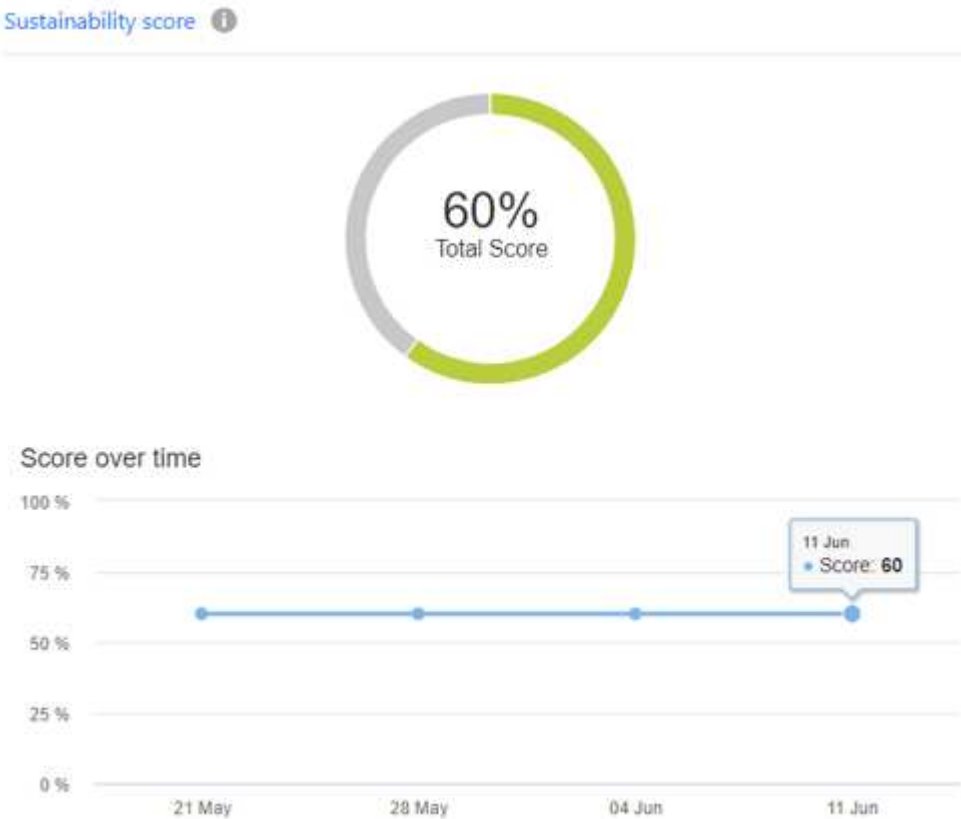 Sustainability score
60%
Total Score
Score over time
100 %
11 Jun
Score: 60
75 %
50 %
25 %
0 %
21 May
28 May
04 Jun
11 Jun